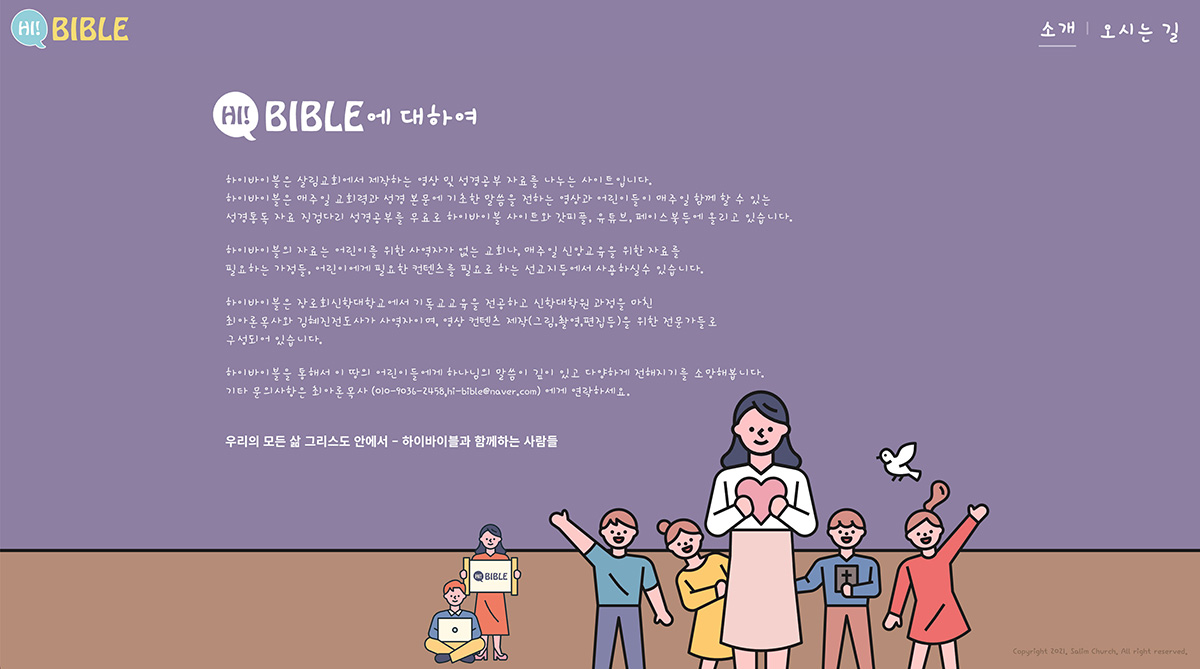 HI! BIBLE
소개 | 오시는 길
HI! BIBLE에 대하여
하이바이블은 살림교회에서 제작하는 영상 및 성경공부 자료를 나누는 사이트입니다.
하이바이블은 매주일 교회력과 성경 본문에 기초한 말씀을 전하는 영상과 어린이들이 매주일 함께 할 수 있는
성경통독 자료 징검다리 성경공부를 무료로 하이바이블 사이트와 갓피플, 유튜브, 페이스북등에 올리고 있습니다.
하이바이블의 자료는 어린이를 위한 사역자가 없는 교회나, 매주일 신앙교육을 위한 자료를
필요하는 가정들, 어린이에게 필요한 컨텐츠를 필요로 하는 선교지등에서 사용하실수 있습니다.
하이바이블은 장로회신학대학교에서 기독교교육을 전공하고 신학대학원 과정을 마친
최아론목사와 김혜진전도사가 사역자이며, 영상 컨텐츠 제작(그림,촬영,편집등)을 위한 전문가들로
구성되어 있습니다.
하이바이블을 통해서 이 땅의 어린이들에게 하나님의 말씀이 깊이 있고 다양하게 전해지기를 소망해봅니다.
기타 문의사항은 최아론목사 (010-9036-2458,hi-bible@naver.com) 에게 연락하세요.
우리의 모든 삶 그리스도 안에서 - 하이바이블과 함께하는 사람들
HI! BIBLE
Copyright 2021. Sallim Church. All right reserved.